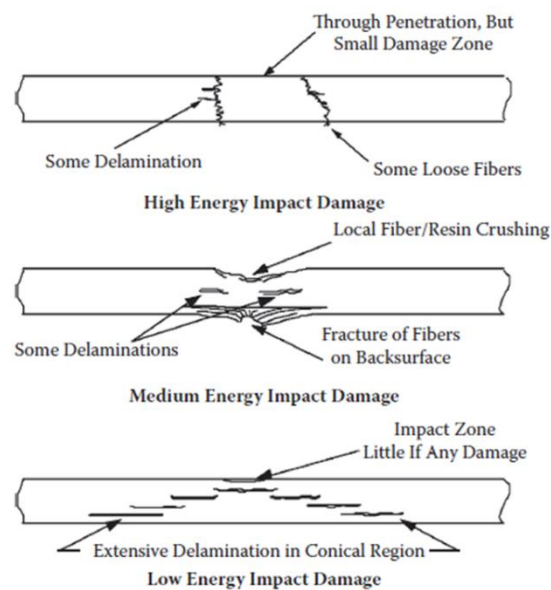 Through Penetration, But
Small Damage Zone
Some Delamination
Some Loose Fibers
High Energy Impact Damage
Local Fiber/Resin Crushing
Some Delaminations
Fracture of Fibers
on Backsurface
Medium Energy Impact Damage
Impact Zone
Little If Any Damage
Extensive Delamination in Conical Region
Low Energy Impact Damage